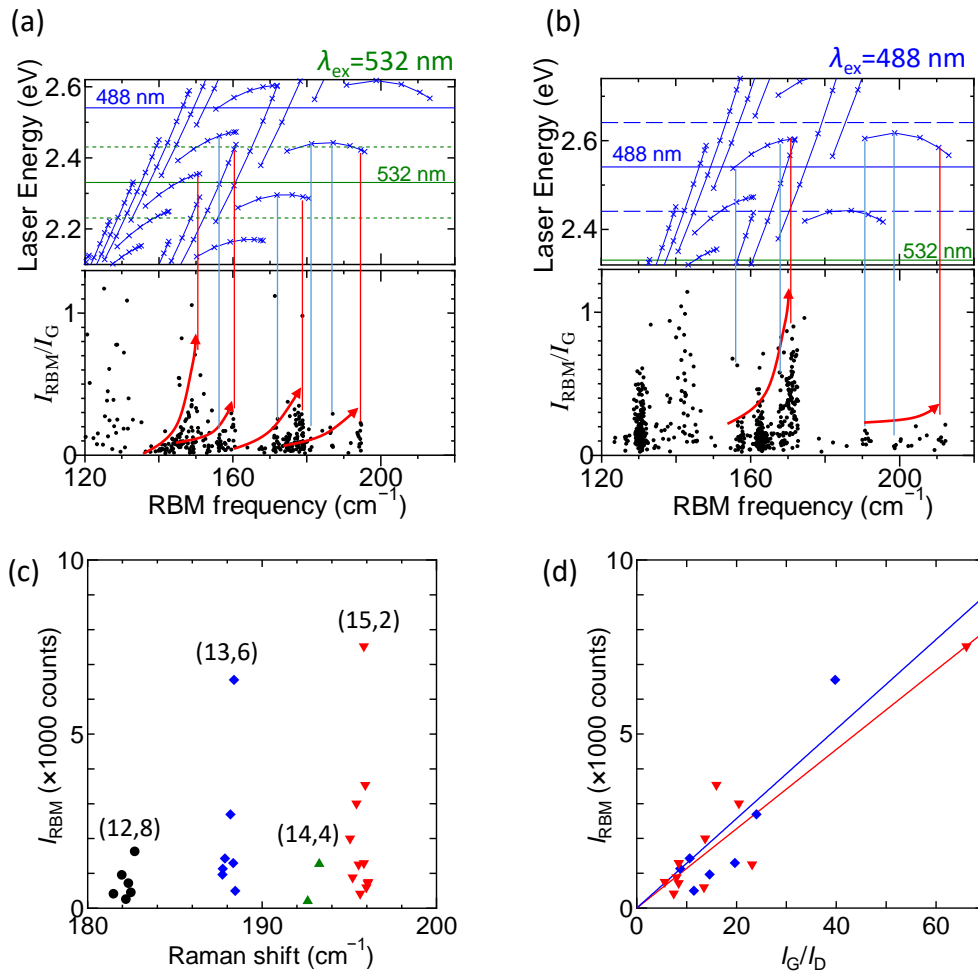 (a)
λex=532 nm
Laser Energy (eV)
2.6
2.4
2.2
488 nm
532 nm
IRBM/IG
1
0
120
160
200
RBM frequency (cm−1)
(b)
λex=488 nm
Laser Energy (eV)
2.6
2.4
488 nm
532 nm
IRBM/IG
1
0
120
160
200
RBM frequency (cm−1)
(c)
IRBM (×1000 counts)
10
5
0
(12,8)
(13,6)
(14,4)
(15,2)
180
190
200
Raman shift (cm−1)
(d)
IRBM (×1000 counts)
10
5
0
0
20
40
60
IG/ID